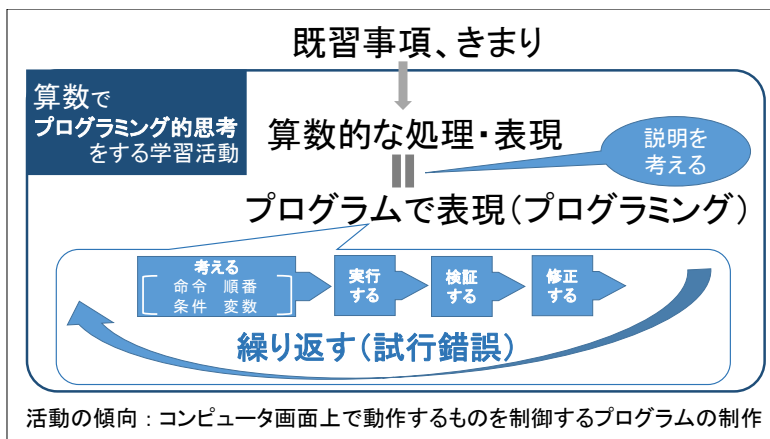 既習事項、きまり
算数で
プログラミング的思考
をする学習活動
算数的な処理・表現
説明を
考える
プログラムで表現(プログラミング)
考える
命令 順番
条件 変数
実行
する
検証
する
修正
する
繰り返す(試行錯誤)
活動の傾向：コンピュータ画面上で動作するものを制御するプログラムの制作